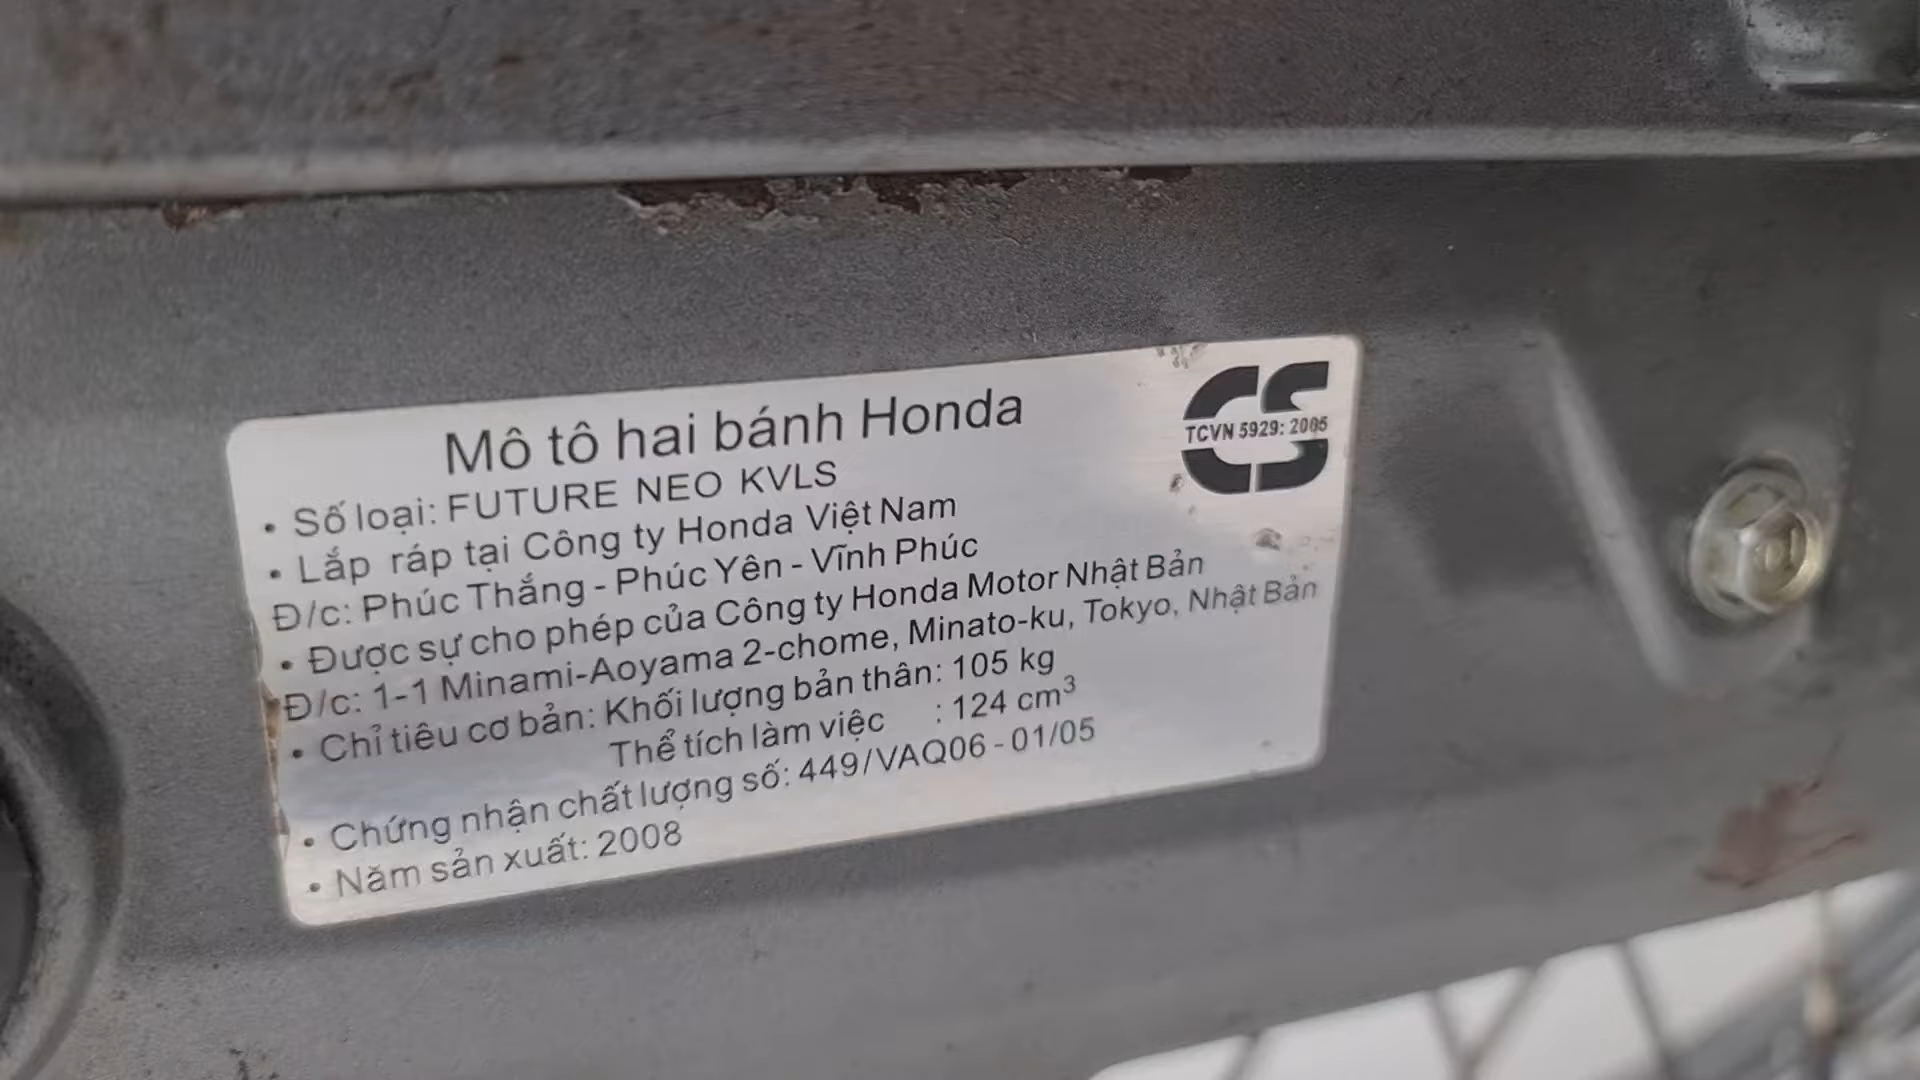 Mô tô hai bánh Honda
CS
TCVN 5929: 2005
• Số loại: FUTURE NEO KVLS
• Lắp ráp tại Công ty Honda Việt Nam
Đ/c: Phúc Thắng - Phúc Yên - Vĩnh Phúc
• Được sự cho phép của Công ty Honda Motor Nhật Bản
Đ/c: 1-1 Minami-Aoyama 2-chome, Minato-ku, Tokyo, Nhật Bản
• Chỉ tiêu cơ bản: Khối lượng bản thân: 105 kg
Thể tích làm việc : 124 cm³
• Chứng nhận chất lượng số: 449/VAQ06 - 01/05
• Năm sản xuất: 2008